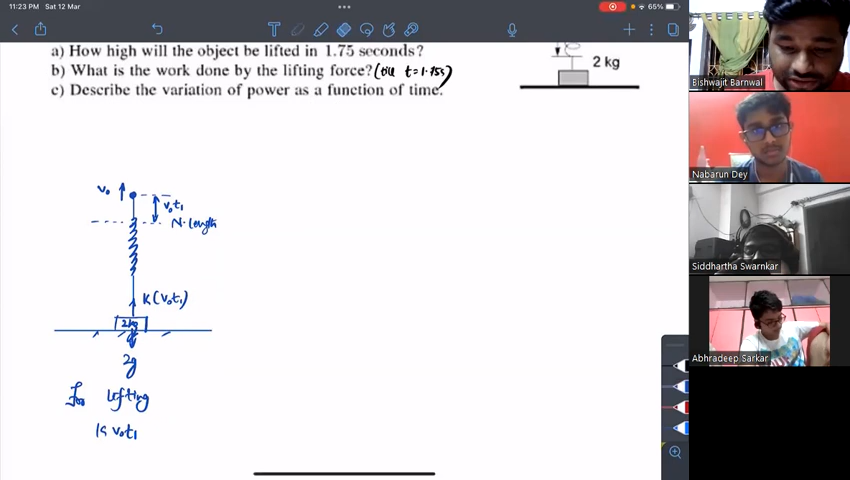 11:23 PM Sat 12 Mar
65%
a) How high will the object be lifted in 1.75 seconds?
b) What is the work done by the lifting force? (till t=1.75s)
c) Describe the variation of power as a function of time.
2 kg
v₀
v₀t₁
N. length
K(v₀t₁)
2kg
2g
For lifting
K v₀t₁
Biswajit Barnwal
Nabarun Dey
Siddhartha Swarnkar
Abhradeep Sarkar